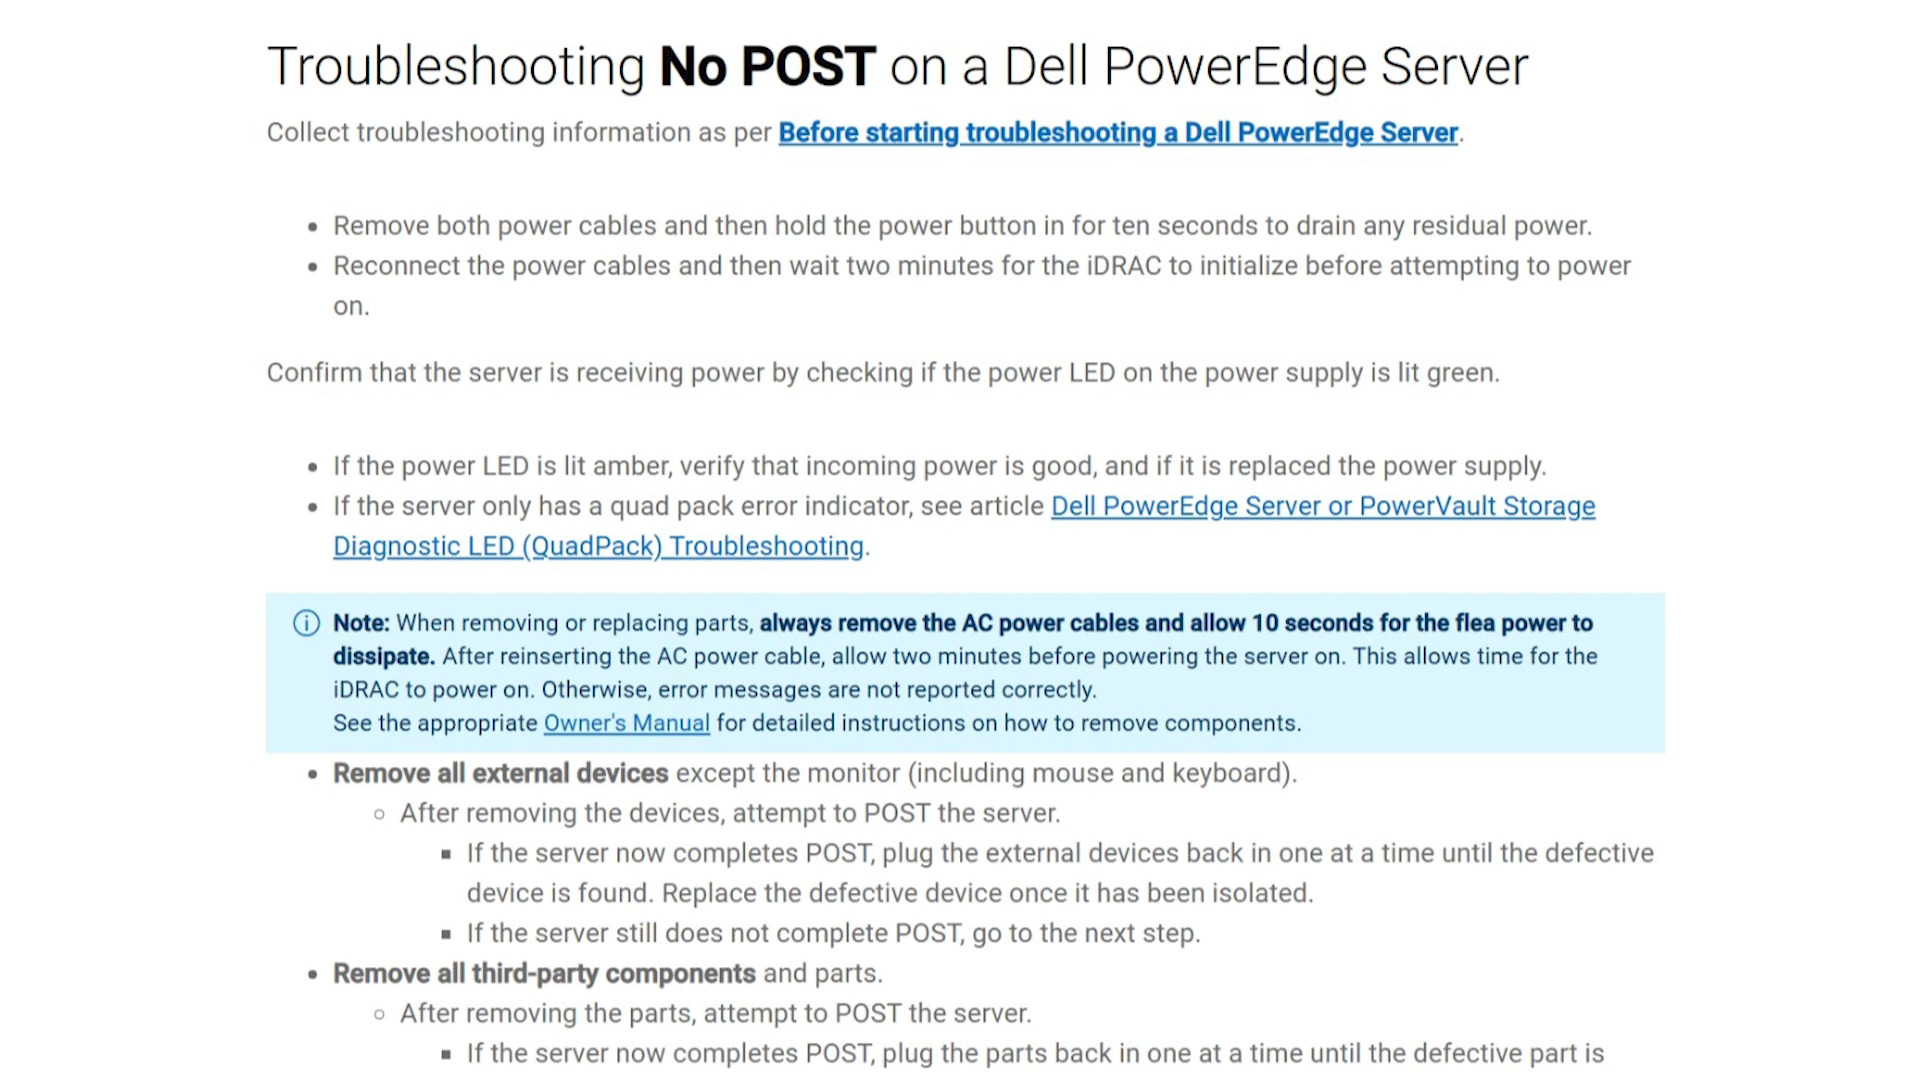 Troubleshooting No POST on a Dell PowerEdge Server
Collect troubleshooting information as per Before starting troubleshooting a Dell PowerEdge Server.
Remove both power cables and then hold the power button in for ten seconds to drain any residual power.
Reconnect the power cables and then wait two minutes for the iDRAC to initialize before attempting to power
on.
Confirm that the server is receiving power by checking if the power LED on the power supply is lit green.
If the power LED is lit amber, verify that incoming power is good, and if it is replaced the power supply.
If the server only has a quad pack error indicator, see article Dell PowerEdge Server or PowerVault Storage
Diagnostic LED (QuadPack) Troubleshooting.
Note: When removing or replacing parts, always remove the AC power cables and allow 10 seconds for the flea power to
dissipate. After reinserting the AC power cable, allow two minutes before powering the server on. This allows time for the
iDRAC to power on. Otherwise, error messages are not reported correctly.
See the appropriate Owner's Manual for detailed instructions on how to remove components.
Remove all external devices except the monitor (including mouse and keyboard).
After removing the devices, attempt to POST the server.
If the server now completes POST, plug the external devices back in one at a time until the defective
device is found. Replace the defective device once it has been isolated.
If the server still does not complete POST, go to the next step.
Remove all third-party components and parts.
After removing the parts, attempt to POST the server.
If the server now completes POST, plug the parts back in one at a time until the defective part is